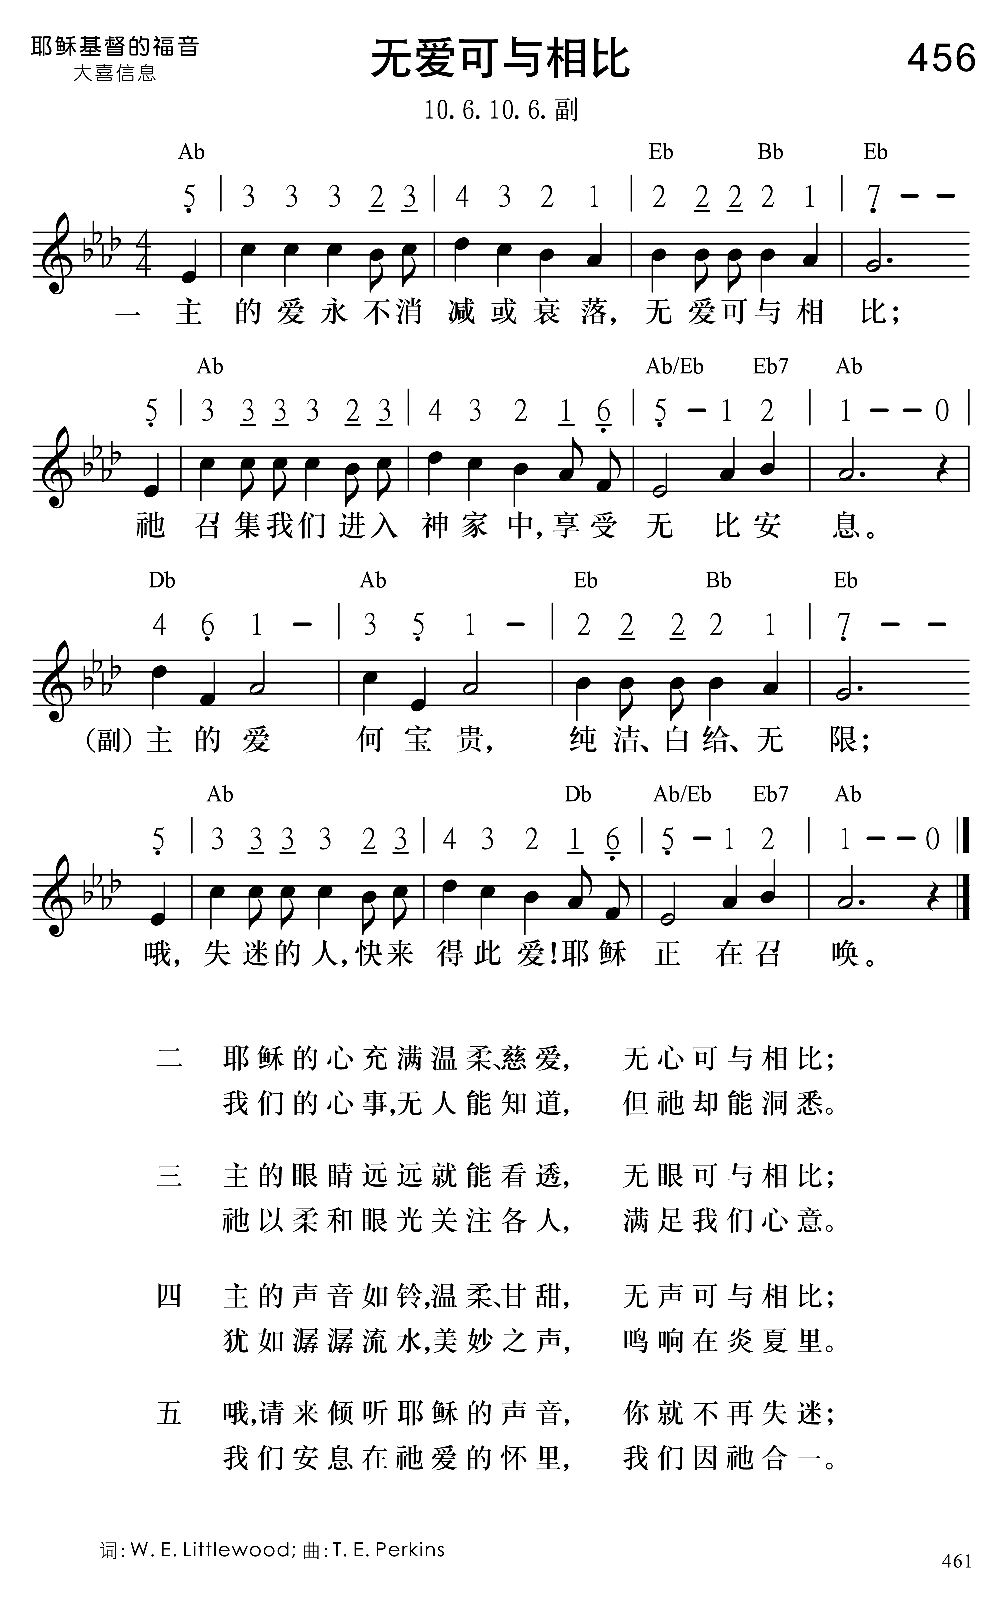 耶稣基督的福音
大喜信息
无爱可与相比
456
10. 6. 10. 6. 副
Ab Eb Bb Eb
5 | 3 3 3 2 3 | 4 3 2 1 | 2 2 2 2 1 | 7 – –
4 4
一 主 的 爱 永 不 消 减 或 衰 落, 无 爱 可 与 相 比;
Ab Ab/Eb Eb7 Ab
5 | 3 3 3 3 2 3 | 4 3 2 1 6 | 5 – 1 2 | 1 – – 0 |
祂 召 集 我 们 进 入 神 家 中, 享 受 无 比 安 息。
Db Ab Eb Bb Eb
4 6 1 – | 3 5 1 – | 2 2 2 2 1 | 7 – –
(副) 主 的 爱 何 宝 贵, 纯 洁、白 给、无 限;
Ab Db Ab/Eb Eb7 Ab
5 | 3 3 3 3 2 3 | 4 3 2 1 6 | 5 – 1 2 | 1 – – 0 ‖
哦, 失 迷 的 人, 快 来 得 此 爱! 耶 稣 正 在 召 唤。
二 耶稣的心充满温柔、慈爱, 无心可与相比;
我们的心事,无人能知道, 但祂却能洞悉。
三 主的眼睛远远就能看透, 无眼可与相比;
祂以柔和眼光关注各人, 满足我们心意。
四 主的声音如铃,温柔、甘甜, 无声可与相比;
犹如潺潺流水,美妙之声, 鸣响在炎夏里。
五 哦,请来倾听耶稣的声音, 你就不再失迷;
我们安息在祂爱的怀里, 我们因祂合一。
词: W. E. Littlewood; 曲: T. E. Perkins
461